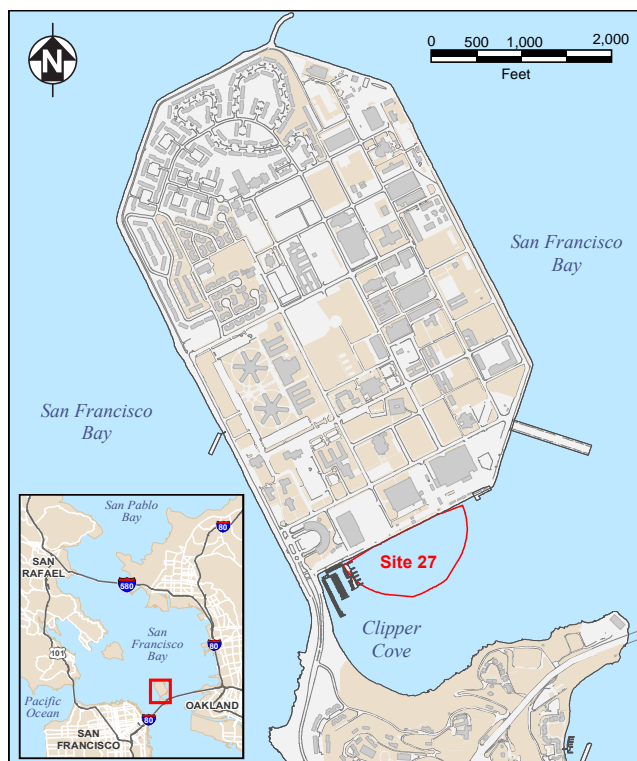 N
0 500 1,000 2,000
Feet
San Francisco
Bay
San Francisco
Bay
Site 27
Clipper
Cove
San Pablo
Bay
80
SAN
RAFAEL
580
San
Francisco
Bay
80
101
Pacific
Ocean
OAKLAND
80
SAN
FRANCISCO